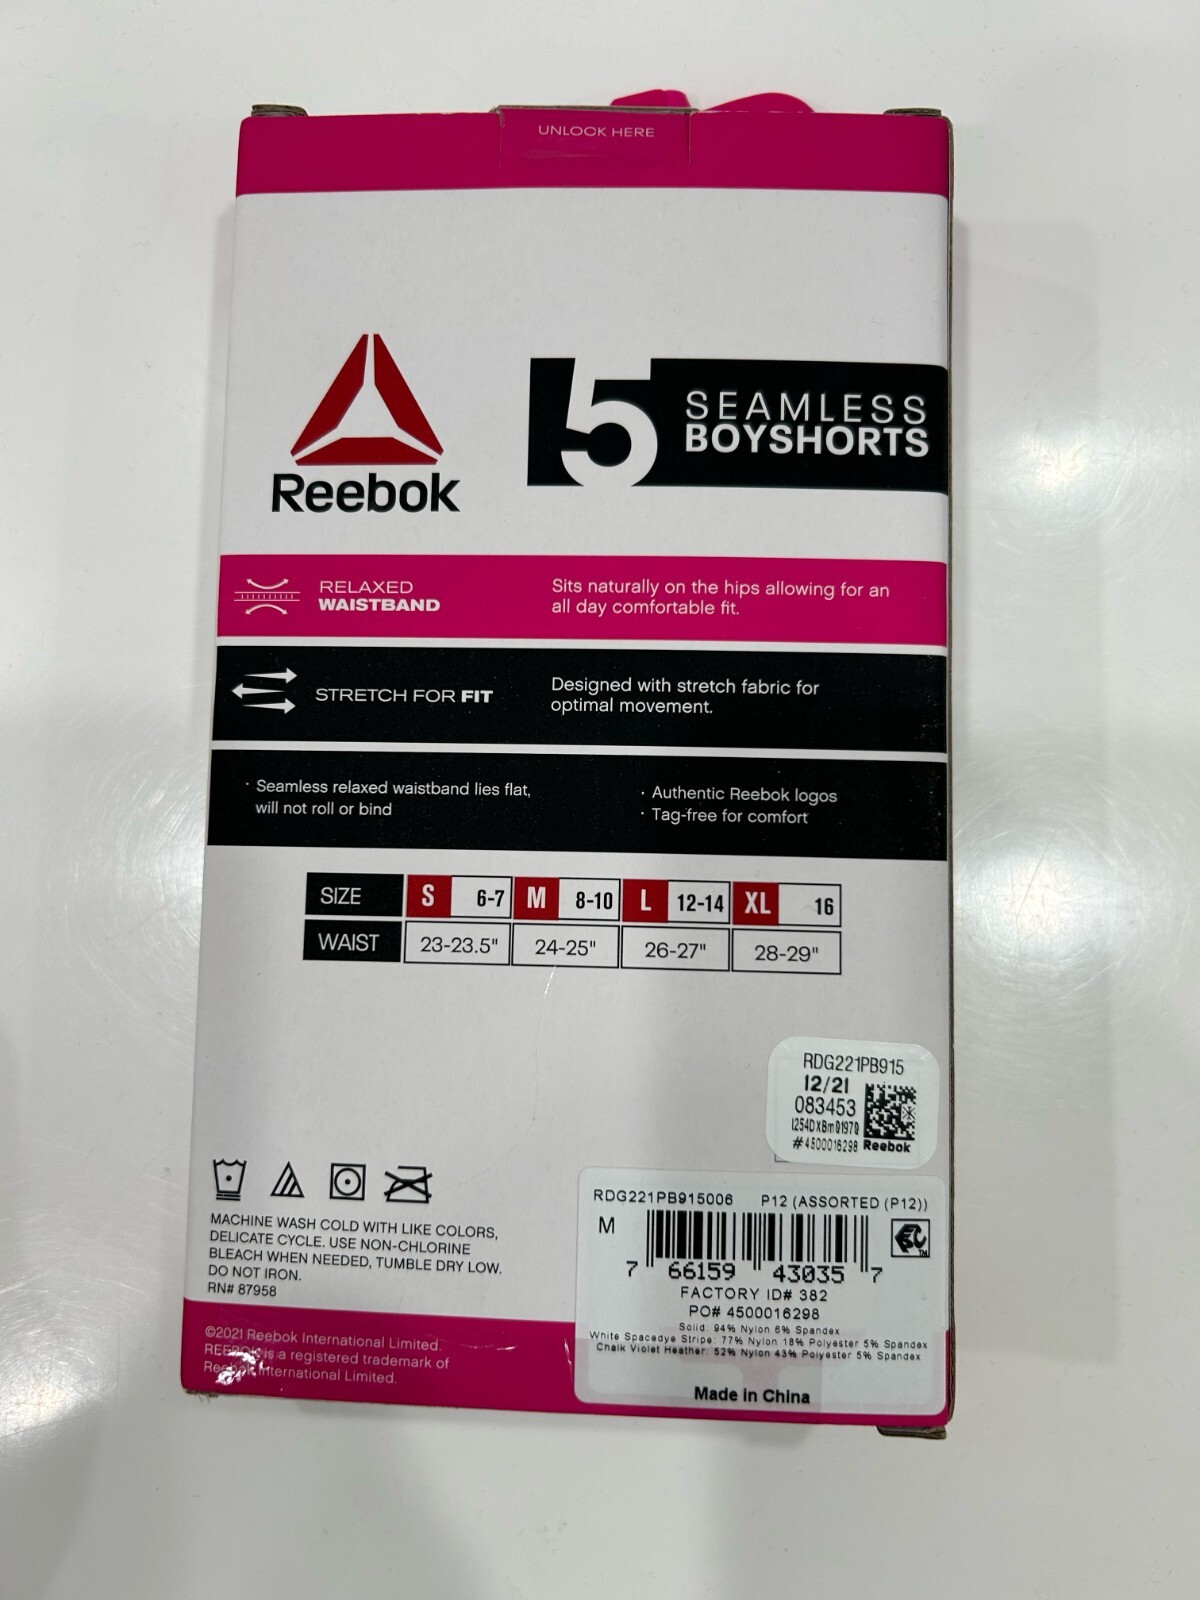 UNLOCK HERE
Reebok
5
SEAMLESS
BOYSHORTS
RELAXED
WAISTBAND
Sits naturally on the hips allowing for an
all day comfortable fit.
STRETCH FOR FIT
Designed with stretch fabric for
optimal movement.
· Seamless relaxed waistband lies flat,
will not roll or bind
· Authentic Reebok logos
· Tag-free for comfort
SIZE S 6-7 M 8-10 L 12-14 XL 16
WAIST 23-23.5" 24-25" 26-27" 28-29"
RDG221PB915
12/21
083453
1254DXBm01970
#4500016298 Reebok
MACHINE WASH COLD WITH LIKE COLORS,
DELICATE CYCLE. USE NON-CHLORINE
BLEACH WHEN NEEDED, TUMBLE DRY LOW.
DO NOT IRON.
RN# 87958
©2021 Reebok International Limited.
REEBOK is a registered trademark of
Reebok International Limited.
RDG221PB915006 P12 (ASSORTED (P12))
M
7 66159 43035 7
FACTORY ID# 382
PO# 4500016298
Solid: 94% Nylon 6% Spandex
White Spacedye Stripe: 77% Nylon 18% Polyester 5% Spandex
Chalk Violet Heather: 52% Nylon 43% Polyester 5% Spandex
Made in China